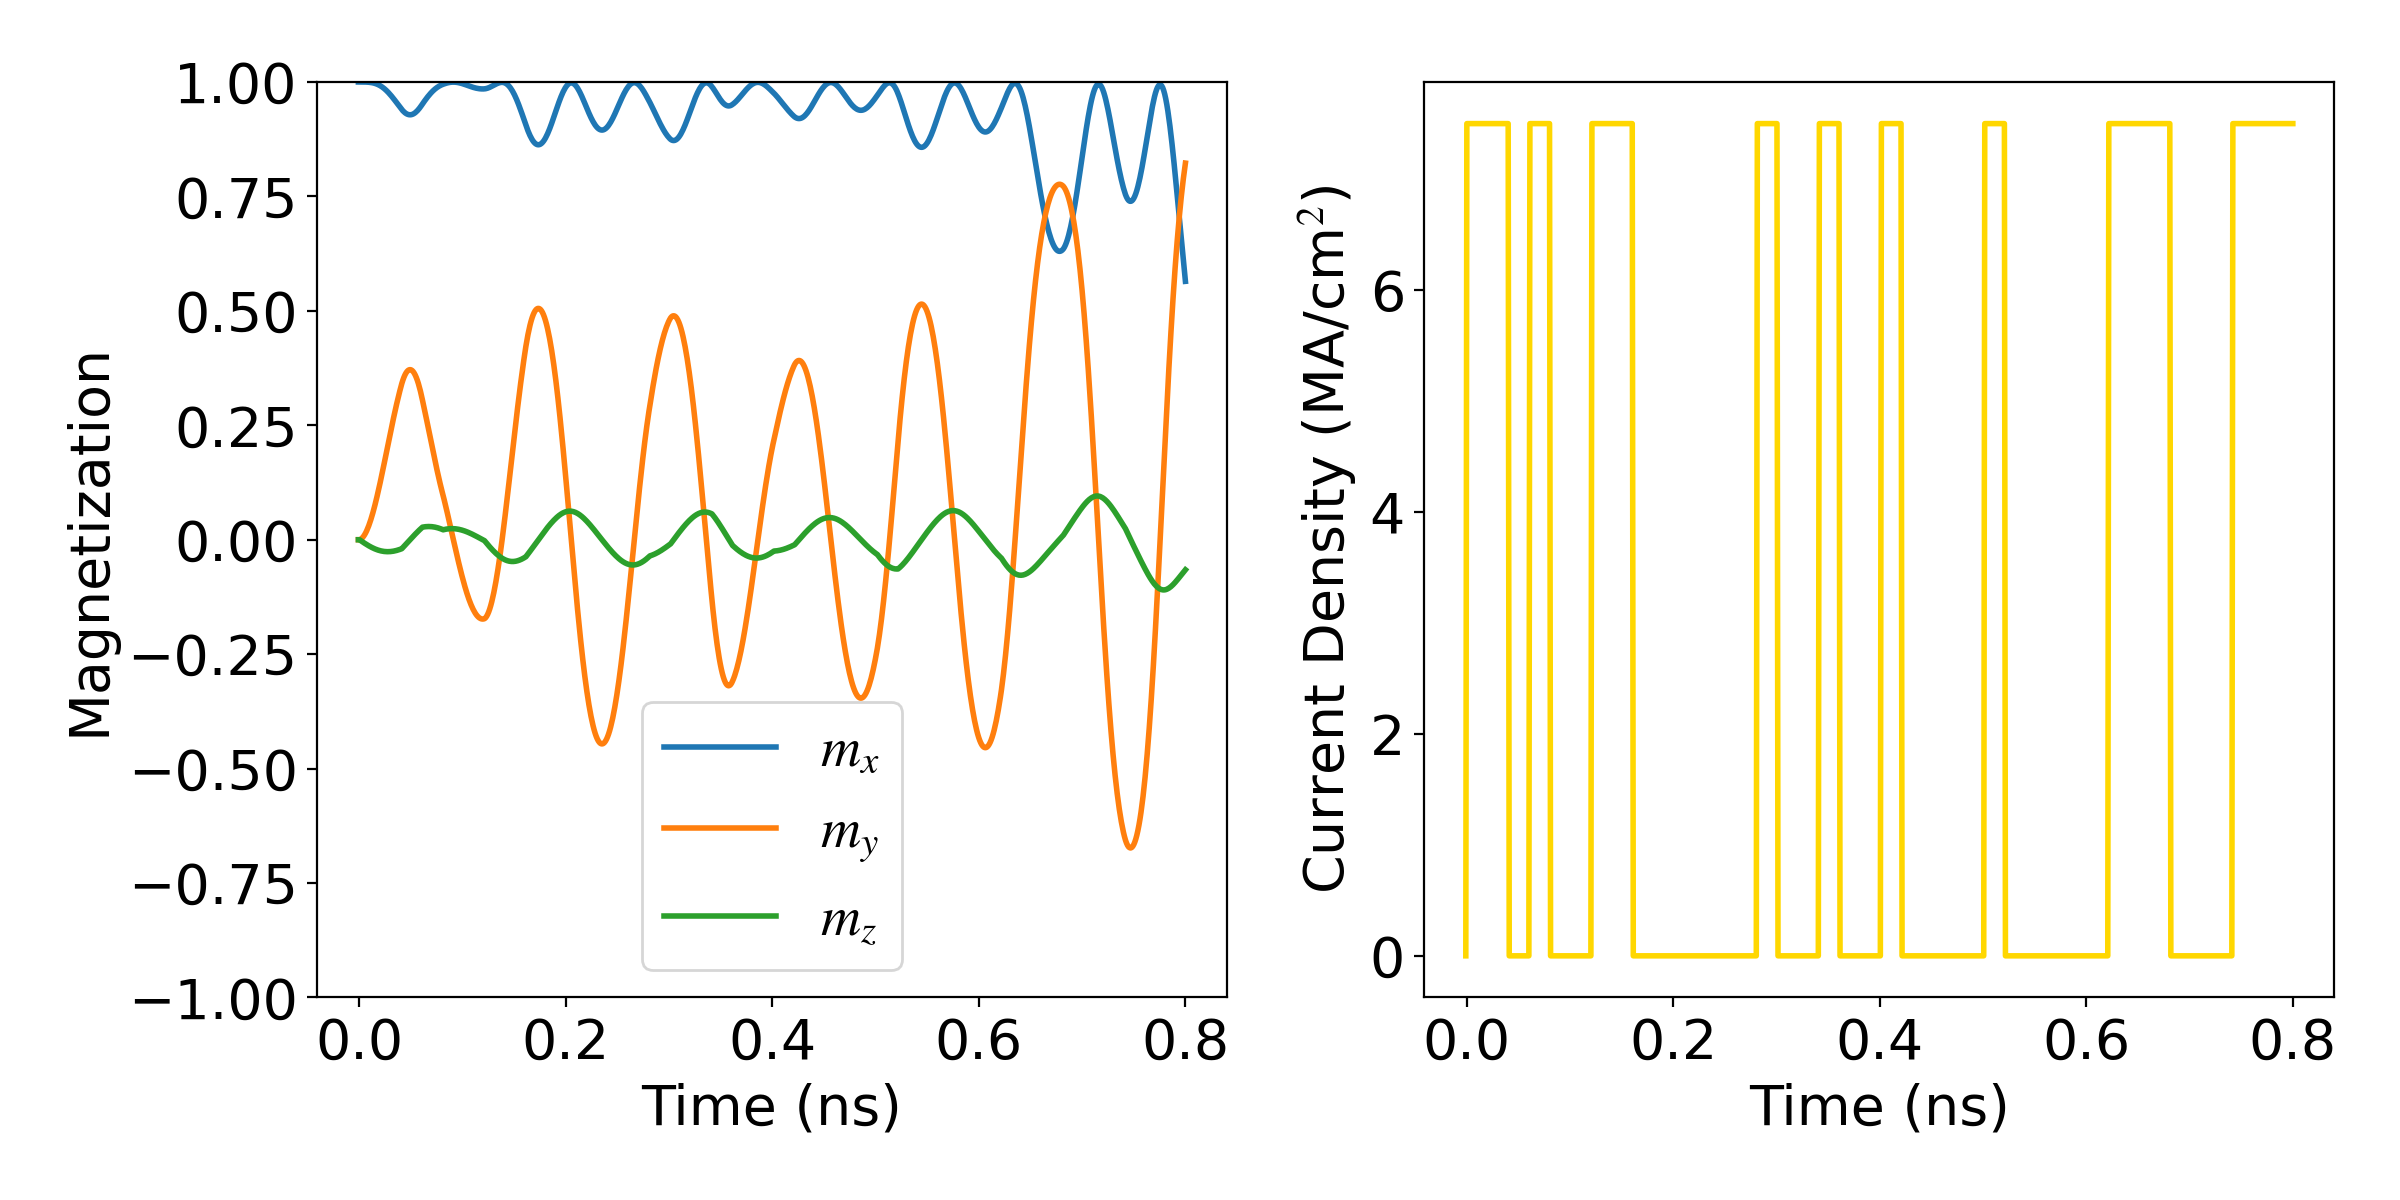 Magnetization
1.00
0.75
0.50
0.25
0.00
−0.25
−0.50
−0.75
−1.00
0.0 0.2 0.4 0.6 0.8
Time (ns)
m_x
m_y
m_z
Current Density (MA/cm²)
6
4
2
0
0.0 0.2 0.4 0.6 0.8
Time (ns)